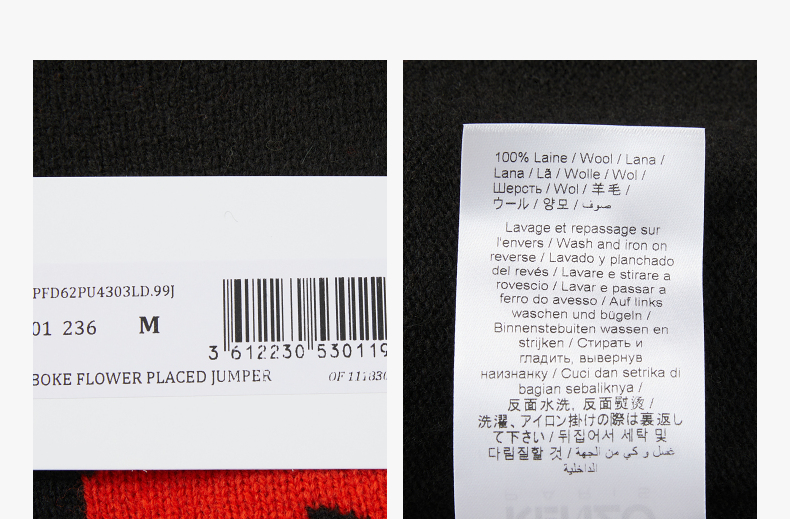 PFD62PU4303LD.99J
01 236 M
3 612230 530119
BOKE FLOWER PLACED JUMPER OF 111830
100% Laine / Wool / Lana /
Lana / Lã / Wolle / Wol /
Шерсть / Wol / 羊毛 /
ウール / 양모 / صوف
Lavage et repassage sur
l'envers / Wash and iron on
reverse / Lavado y planchado
del revés / Lavare e stirare a
rovescio / Lavar e passar a
ferro do avesso / Auf links
waschen und bügeln /
Binnenstebuiten wassen en
strijken / Стирать и
гладить, вывернув
наизнанку / Cuci dan setrika di
bagian sebaliknya /
反面水洗, 反面熨烫 /
洗濯、アイロン掛けの際は裏返し
て下さい / 뒤집어서 세탁 및
다림질할 것 / غسل و كي من الجهة
الداخلية